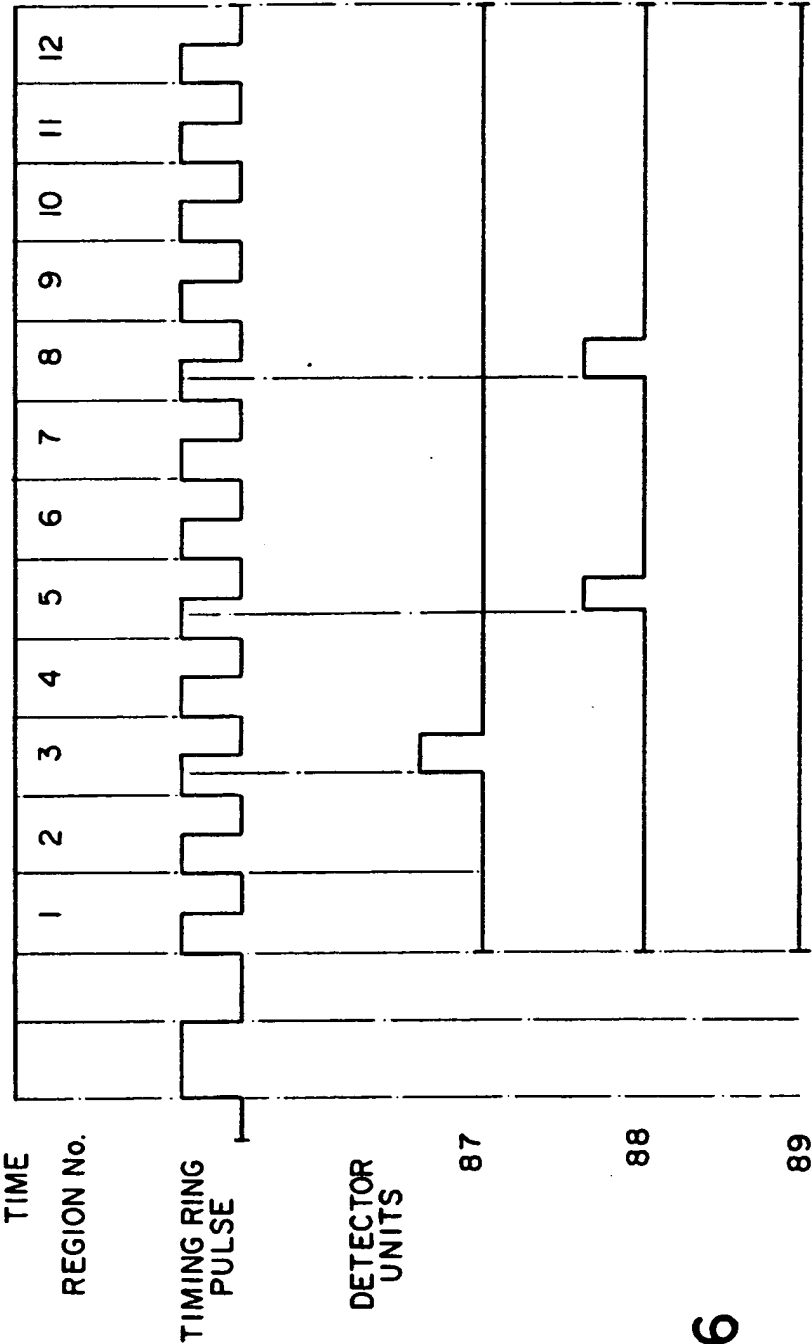 TIME
REGION No.
1 2 3 4 5 6 7 8 9 10 11 12
TIMING RING
PULSE
DETECTOR
UNITS
87
88
89
6